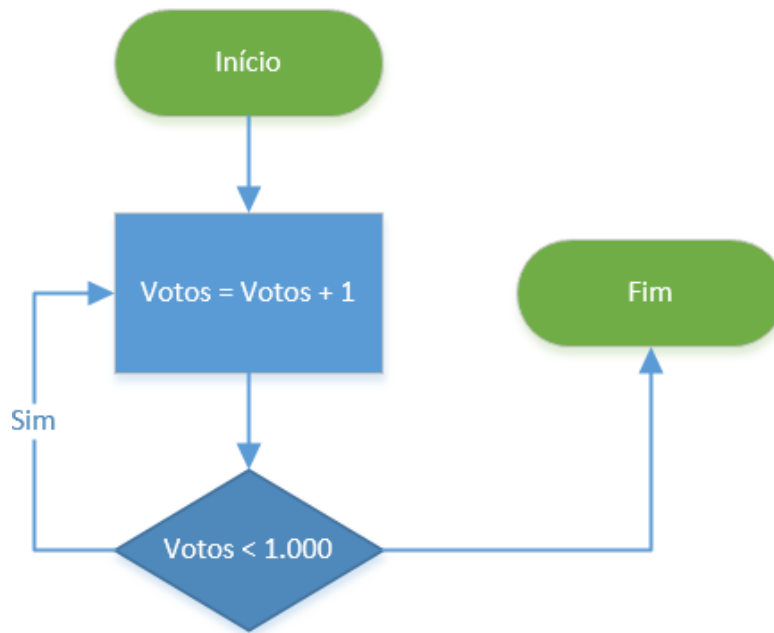 Início
Votos = Votos + 1
Fim
Sim
Votos < 1.000